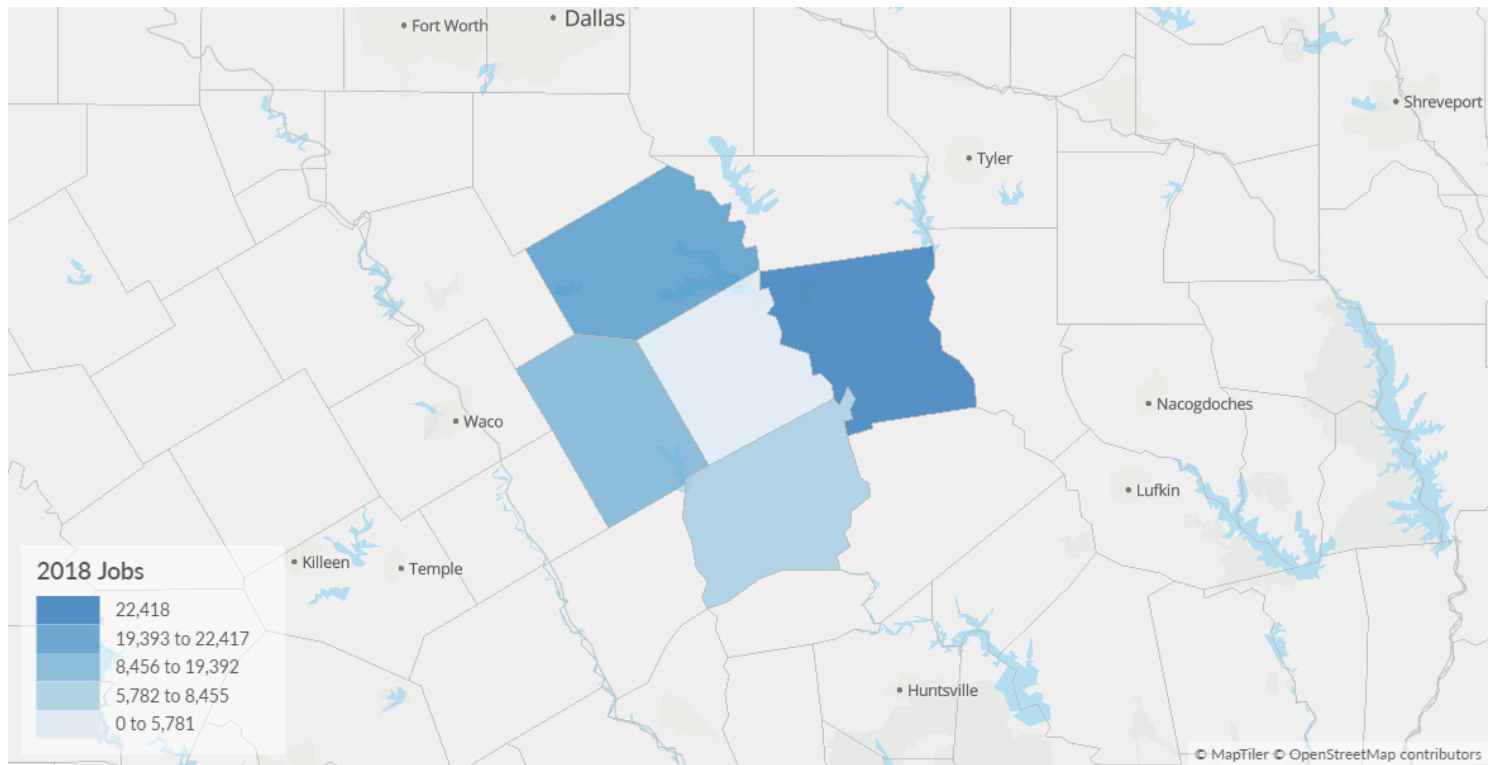 Dallas
Fort Worth
Shreveport
Tyler
Nacogdoches
Waco
Lufkin
Killeen
Temple
Huntsville
2018 Jobs
22,418
19,393 to 22,417
8,456 to 19,392
5,782 to 8,455
0 to 5,781
© MapTiler © OpenStreetMap contributors